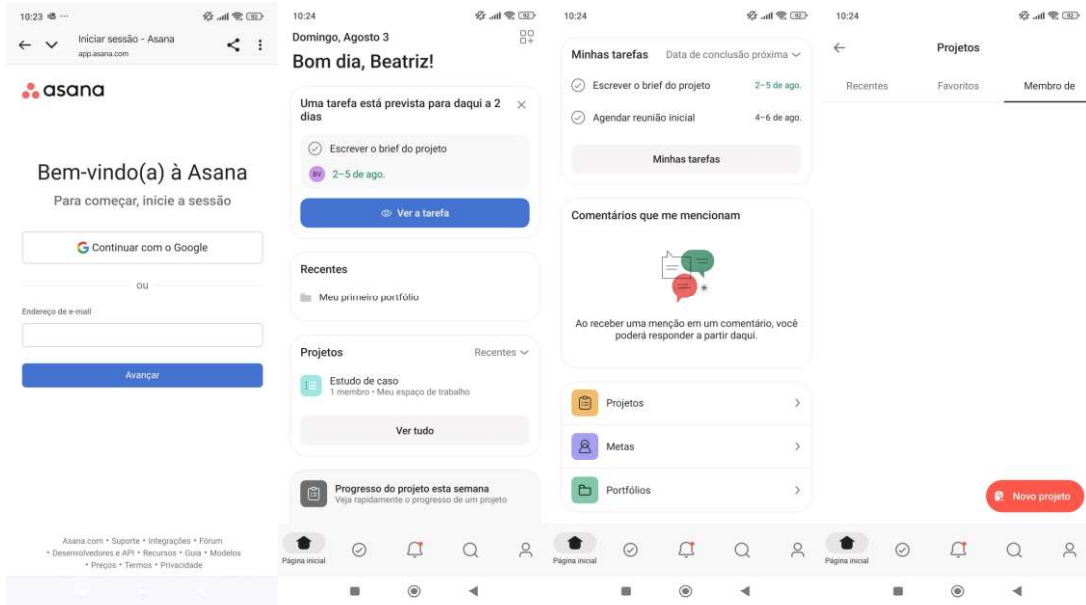 10:23
Iniciar sessão - Asana
app.asana.com
asana
Bem-vindo(a) à Asana
Para começar, inicie a sessão
Continuar com o Google
ou
Endereço de e-mail
Avançar
Asana.com • Suporte • Integrações • Fórum
• Desenvolvedores e API • Recursos • Guia • Modelos
• Preços • Termos • Privacidade
10:24
92
Domingo, Agosto 3
Bom dia, Beatriz!
Uma tarefa está prevista para daqui a 2
dias
Escrever o brief do projeto
BV 2–5 de ago.
Ver a tarefa
Recentes
Meu primeiro portfólio
Projetos Recentes
Estudo de caso
1 membro • Meu espaço de trabalho
Ver tudo
Progresso do projeto esta semana
Veja rapidamente o progresso de um projeto
Página inicial
10:24
92
Minhas tarefas Data de conclusão próxima
Escrever o brief do projeto 2–5 de ago.
Agendar reunião inicial 4–6 de ago.
Minhas tarefas
Comentários que me mencionam
Ao receber uma menção em um comentário, você
poderá responder a partir daqui.
Projetos
Metas
Portfólios
Página inicial
10:24
92
Projetos
Recentes Favoritos Membro de
Novo projeto
Página inicial